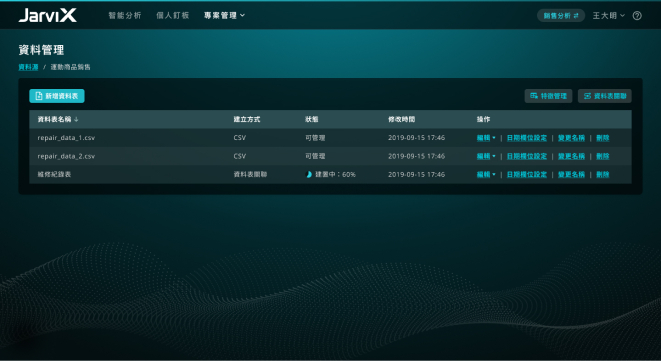 JarviX 智能分析 個人釘板 專案管理 銷售分析 王大明
資料管理
資料源 / 運動商品銷售
新增資料表 特徵管理 資料表關聯
資料表名稱 ↓ 建立方式 狀態 修改時間 操作
repair_data_1.csv CSV 可管理 2019-09-15 17:46 編輯 | 日期欄位設定 | 變更名稱 | 刪除
repair_data_2.csv CSV 可管理 2019-09-15 17:46 編輯 | 日期欄位設定 | 變更名稱 | 刪除
維修紀錄表 資料表關聯 建置中：60% 2019-09-15 17:46 編輯 | 日期欄位設定 | 變更名稱 | 刪除